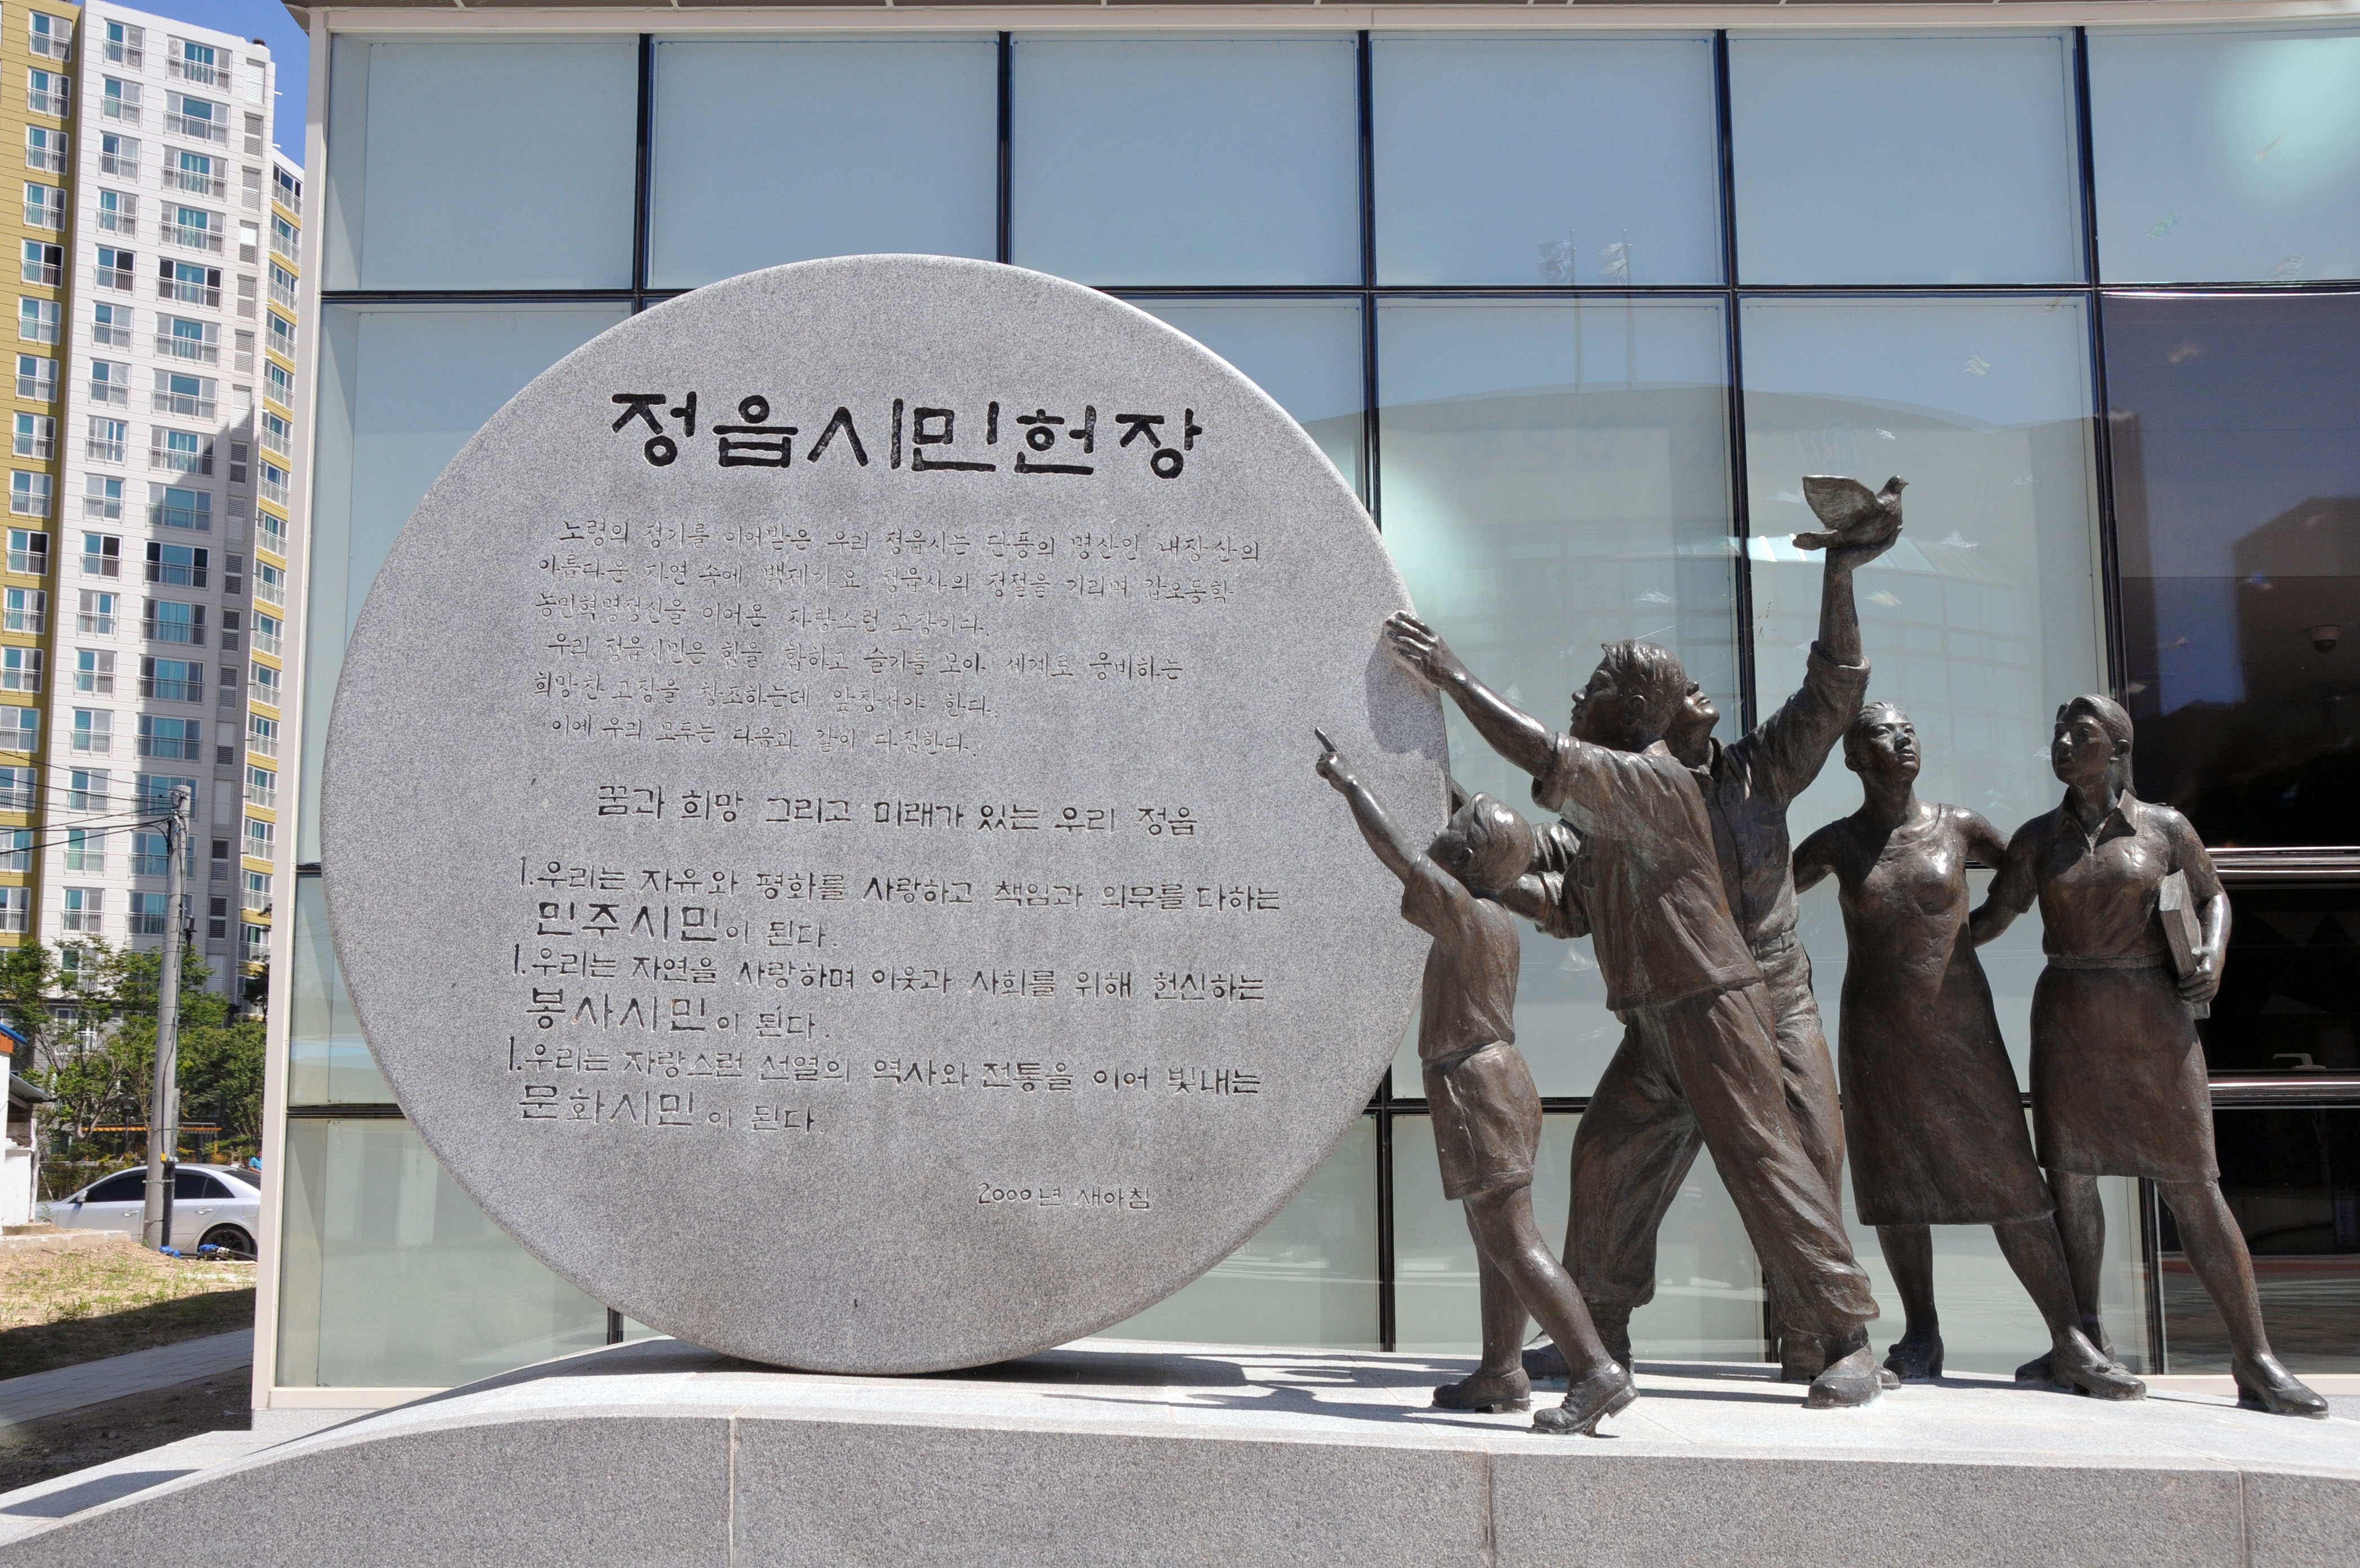 정읍시민헌장
노령의 정기를 이어받은 우리 정읍시는 단풍의 명산인 내장산의
아름다운 자연 속에 백제가요 정읍사의 정절을 기리며 갑오동학
농민혁명정신을 이어온 자랑스런 고장이다.
우리 정읍시민은 힘을 합하고 슬기를 모아 세계로 웅비하는
희망찬 고장을 창조하는데 앞장서야 한다.
이에 우리 모두는 다음과 같이 다짐한다.
꿈과 희망 그리고 미래가 있는 우리 정읍
1. 우리는 자유와 평화를 사랑하고 책임과 의무를 다하는
민주시민이 된다.
1. 우리는 자연을 사랑하며 이웃과 사회를 위해 헌신하는
봉사시민이 된다.
1. 우리는 자랑스런 선열의 역사와 전통을 이어 빛내는
문화시민이 된다
2000년 새아침